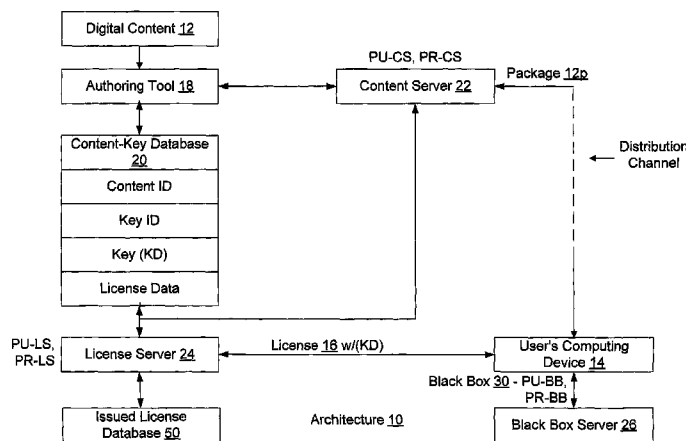 Digital Content 12
Authoring Tool 18
PU-CS, PR-CS
Content Server 22
Package 12p
Distribution
Channel
Content-Key Database
20
Content ID
Key ID
Key (KD)
License Data
PU-LS,
PR-LS
License Server 24
License 16 w/(KD)
User's Computing
Device 14
Black Box 30 - PU-BB,
PR-BB
Issued License
Database 50
Architecture 10
Black Box Server 26